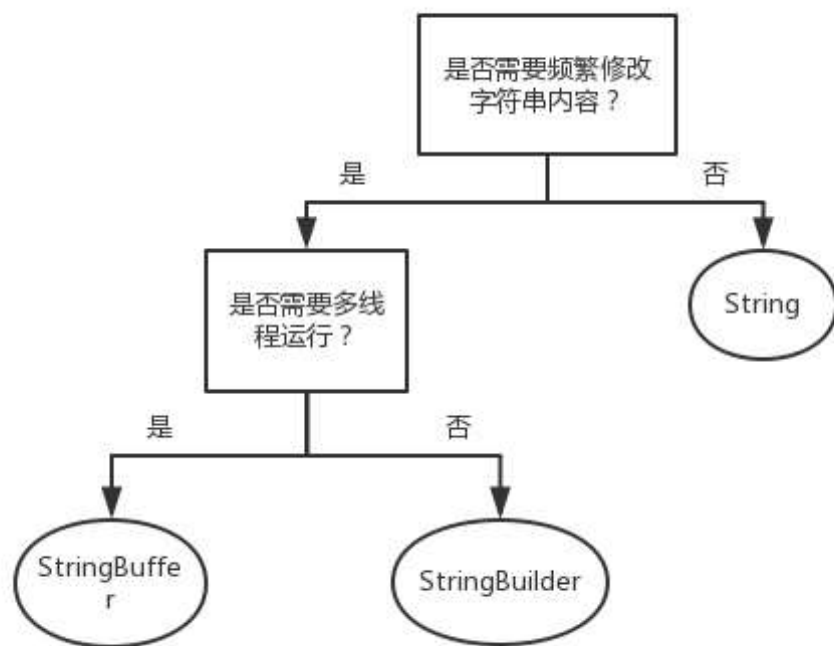 是否需要频繁修改
字符串内容？
是
否
是否需要多线
程运行？
String
是
否
StringBuffe
r
StringBuilder